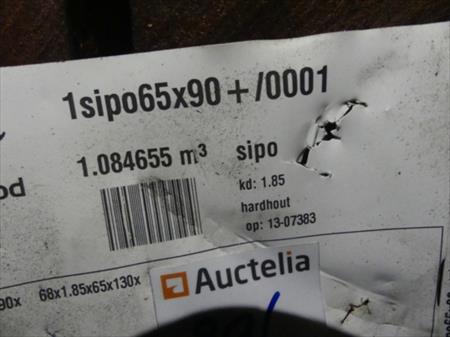 1sipo65x90 + /0001
1.084655 m³ sipo
kd: 1.85
hardhout
op: 13-07383
od
90x 68x1.85x65x130x
Auctelia